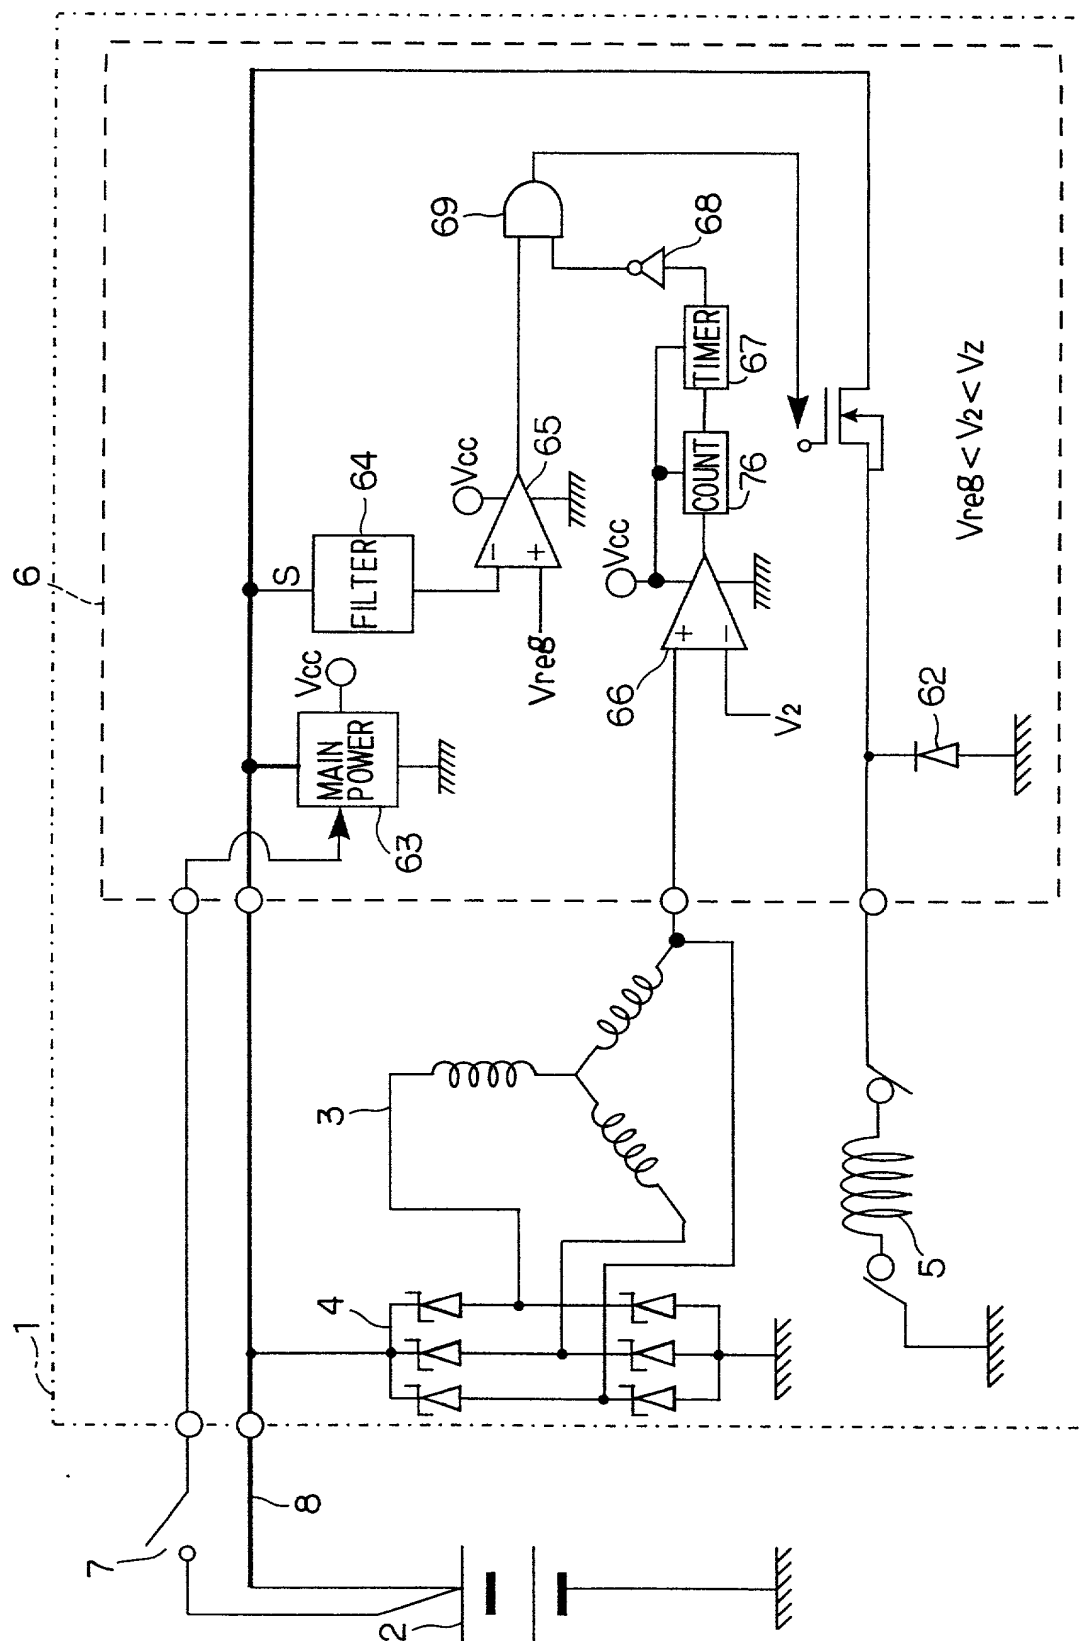 1
6
7
8
2
4
3
5
MAIN
POWER
63
Vcc
S
FILTER
64
Vcc
65
−
+
Vreg
69
68
TIMER
67
COUNT
76
Vcc
66
+
−
V2
62
Vreg < V2 < VZ